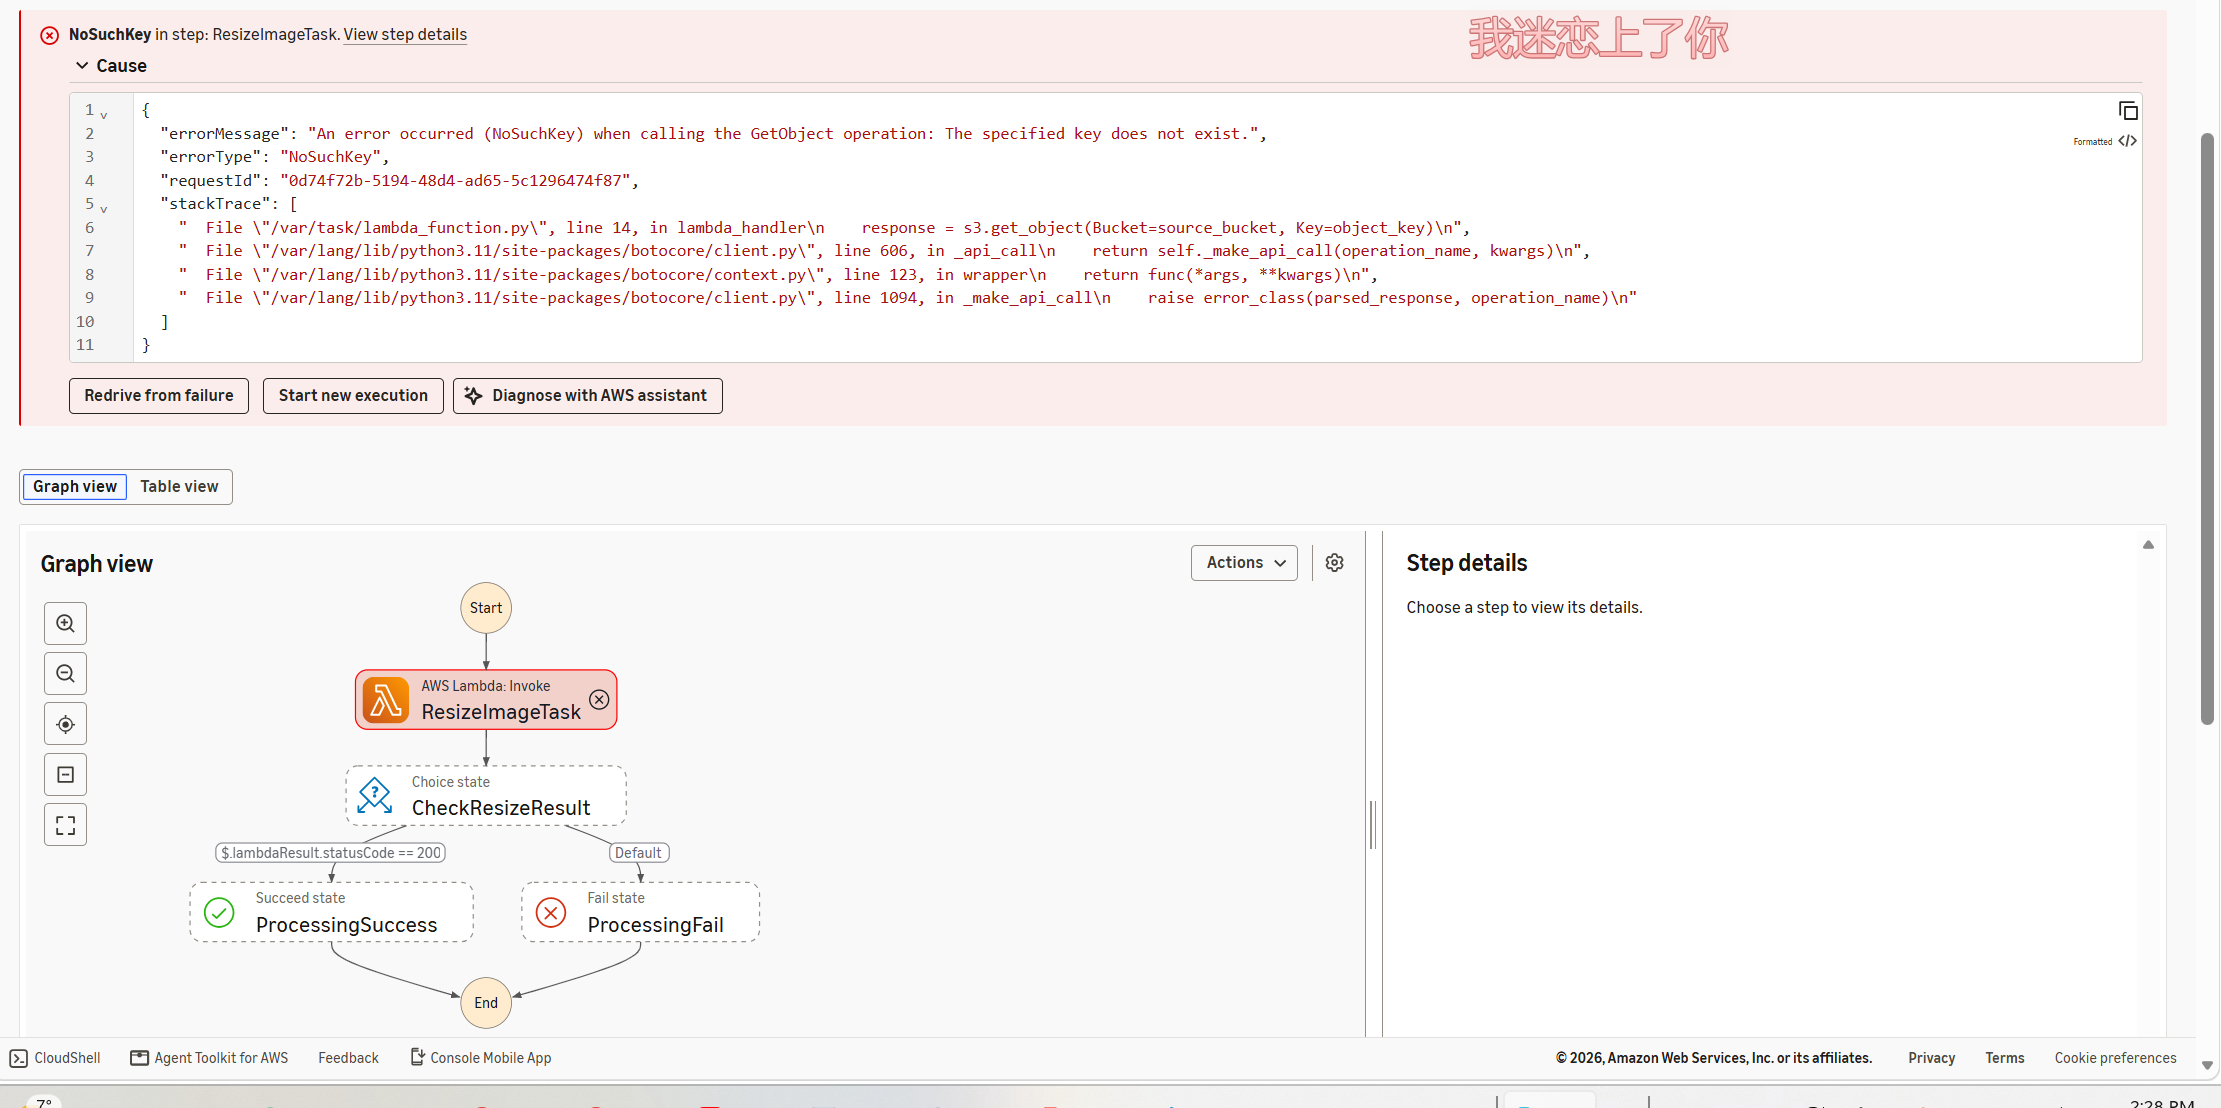 NoSuchKey in step: ResizeImageTask. View step details
我迷恋上了你
Cause
1 {
2 "errorMessage": "An error occurred (NoSuchKey) when calling the GetObject operation: The specified key does not exist.",
3 "errorType": "NoSuchKey",
4 "requestId": "0d74f72b-5194-48d4-ad65-5c1296474f87",
5 "stackTrace": [
6 "  File \"/var/task/lambda_function.py\", line 14, in lambda_handler\n    response = s3.get_object(Bucket=source_bucket, Key=object_key)\n",
7 "  File \"/var/lang/lib/python3.11/site-packages/botocore/client.py\", line 606, in _api_call\n    return self._make_api_call(operation_name, kwargs)\n",
8 "  File \"/var/lang/lib/python3.11/site-packages/botocore/context.py\", line 123, in wrapper\n    return func(*args, **kwargs)\n",
9 "  File \"/var/lang/lib/python3.11/site-packages/botocore/client.py\", line 1094, in _make_api_call\n    raise error_class(parsed_response, operation_name)\n"
10 ]
11 }
Formatted
Redrive from failure Start new execution Diagnose with AWS assistant
Graph view Table view
Graph view
Actions
Start
AWS Lambda: Invoke
ResizeImageTask
Choice state
CheckResizeResult
$.lambdaResult.statusCode == 200
Default
Succeed state
ProcessingSuccess
Fail state
ProcessingFail
End
Step details
Choose a step to view its details.
CloudShell Agent Toolkit for AWS Feedback Console Mobile App © 2026, Amazon Web Services, Inc. or its affiliates. Privacy Terms Cookie preferences
7°
2:28 PM